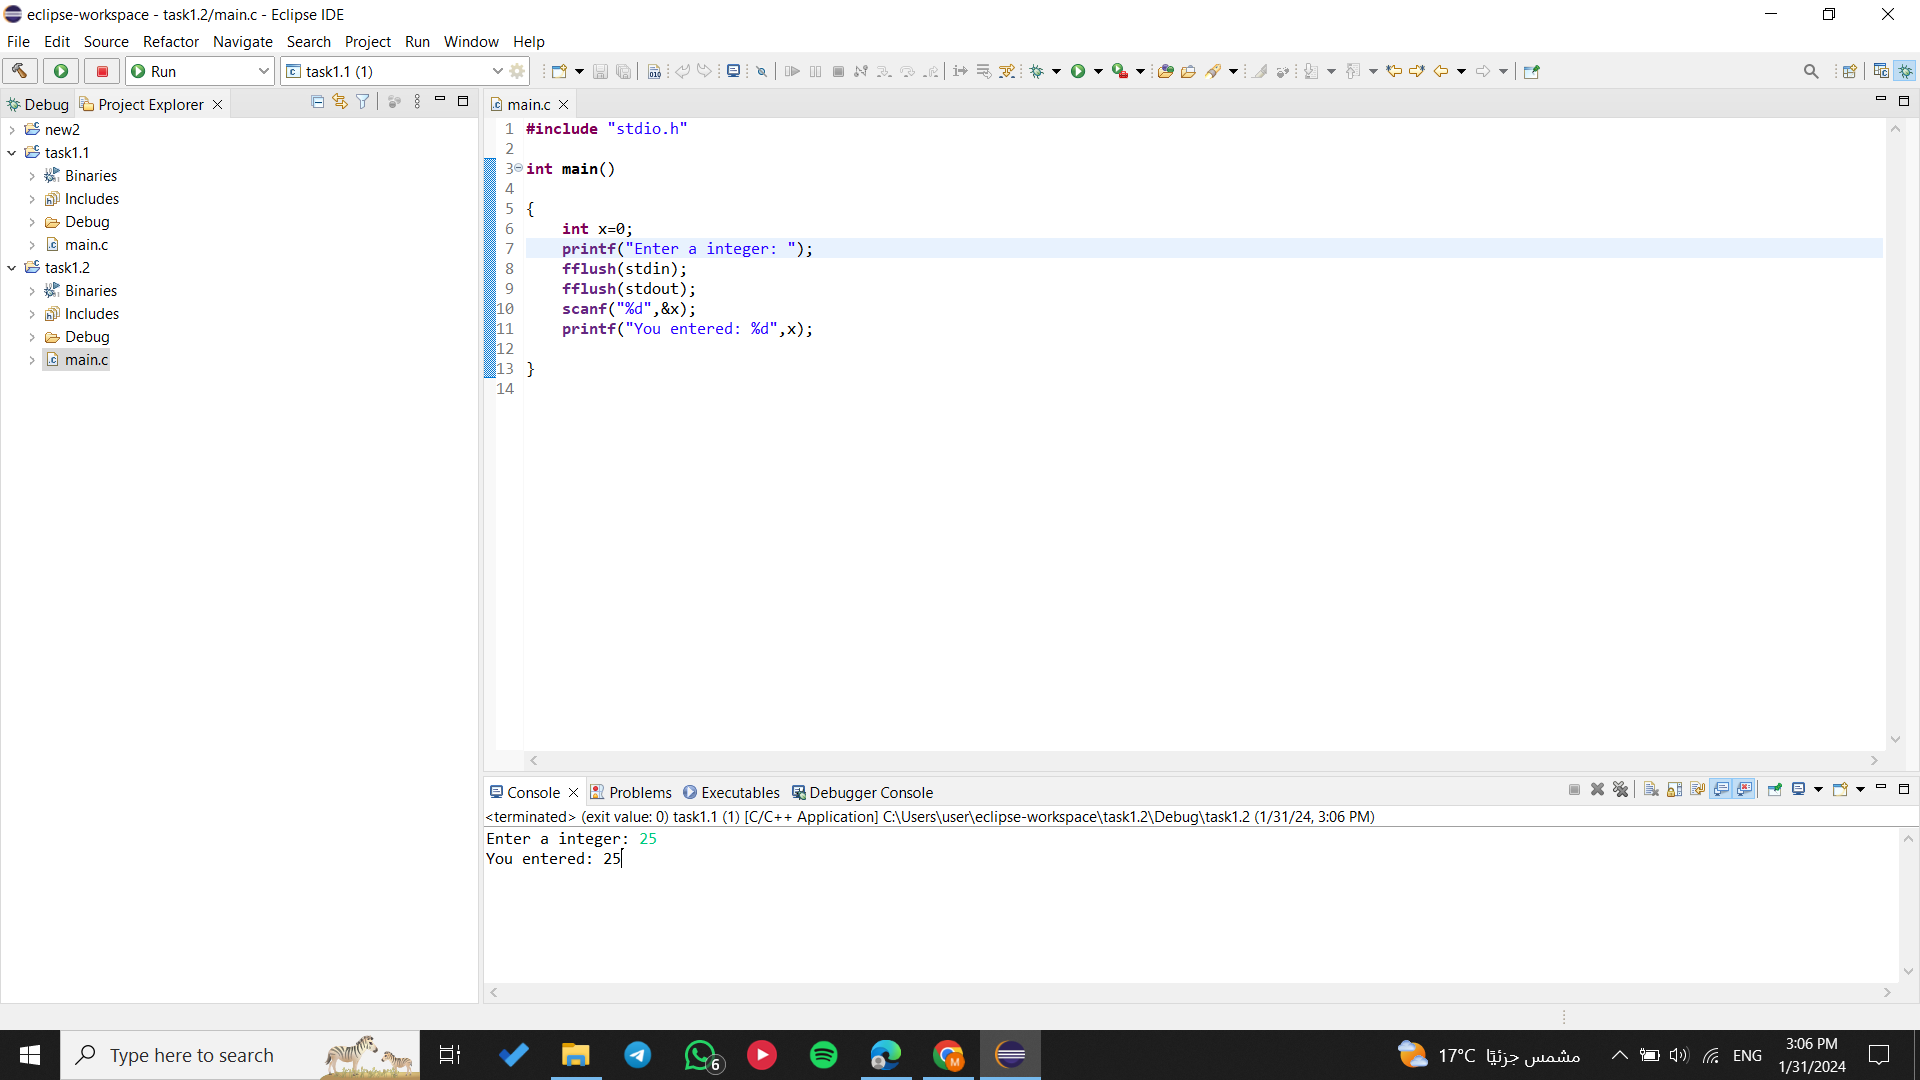 eclipse-workspace - task1.2/main.c - Eclipse IDE
File Edit Source Refactor Navigate Search Project Run Window Help
Run
task1.1 (1)
Debug Project Explorer
new2
task1.1
Binaries
Includes
Debug
main.c
task1.2
Binaries
Includes
Debug
main.c
main.c
1 #include "stdio.h"
2
3 int main()
4
5 {
6 int x=0;
7 printf("Enter a integer: ");
8 fflush(stdin);
9 fflush(stdout);
10 scanf("%d",&x);
11 printf("You entered: %d",x);
12
13 }
14
Console Problems Executables Debugger Console
<terminated> (exit value: 0) task1.1 (1) [C/C++ Application] C:\Users\user\eclipse-workspace\task1.2\Debug\task1.2 (1/31/24, 3:06 PM)
Enter a integer: 25
You entered: 25
Type here to search
6
M
17°C مشمس جزئيًا
ENG
3:06 PM
1/31/2024